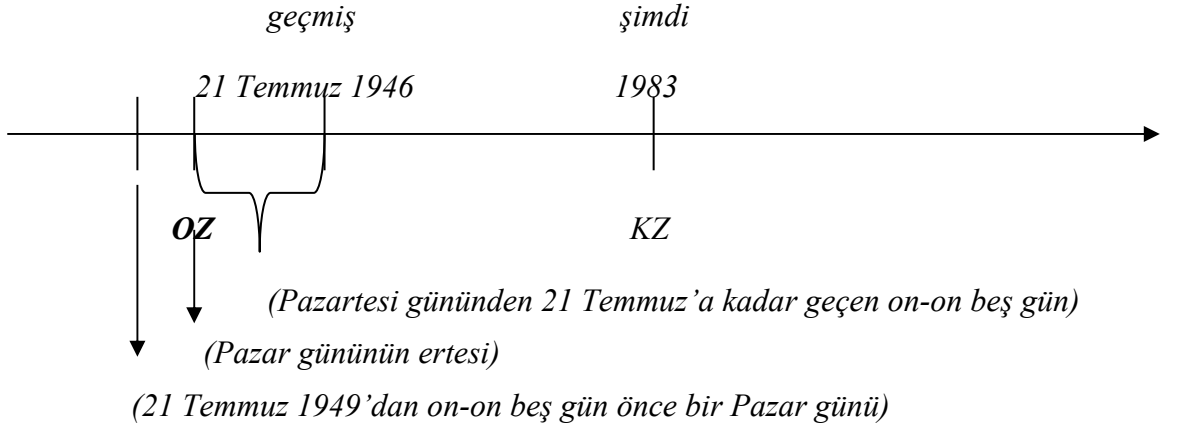 geçmiş şimdi
21 Temmuz 1946 1983
OZ KZ
(Pazartesi gününden 21 Temmuz’a kadar geçen on-on beş gün)
(Pazar gününün ertesi)
(21 Temmuz 1949’dan on-on beş gün önce bir Pazar günü)